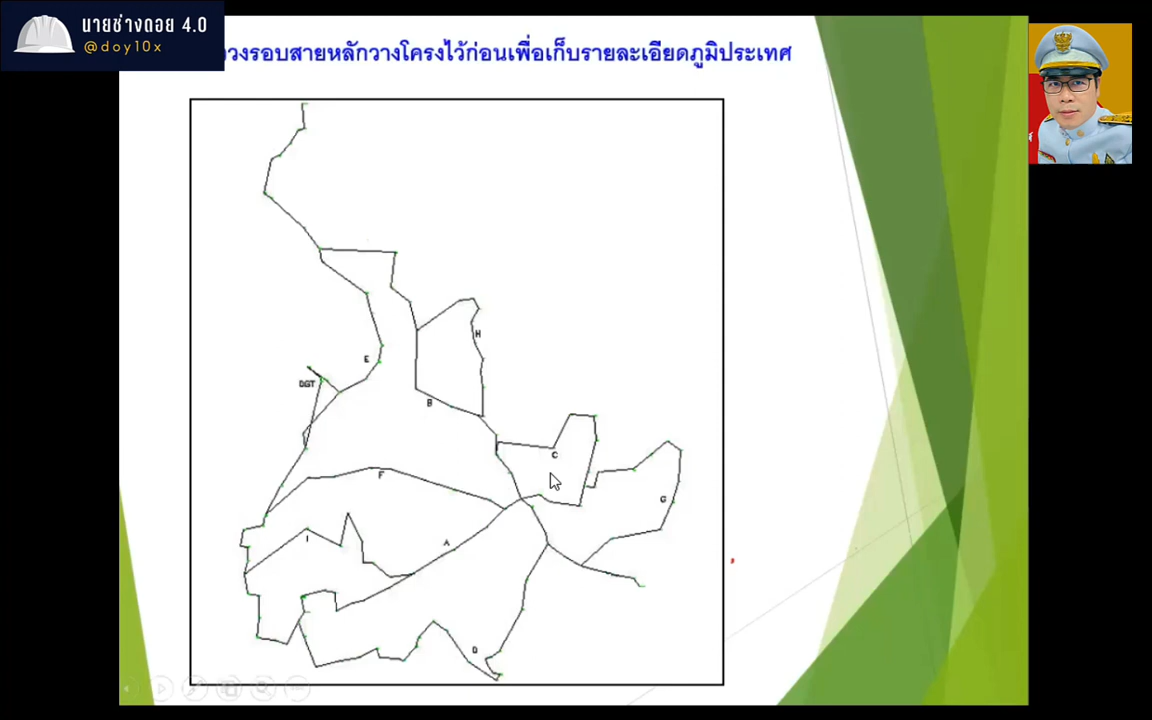 นายช่างดอย 4.0
@doy10x
วงรอบสายหลักวางโครงไว้ก่อนเพื่อเก็บรายละเอียดภูมิประเทศ
H
E
DGT
B
C
F
G
I
A
D